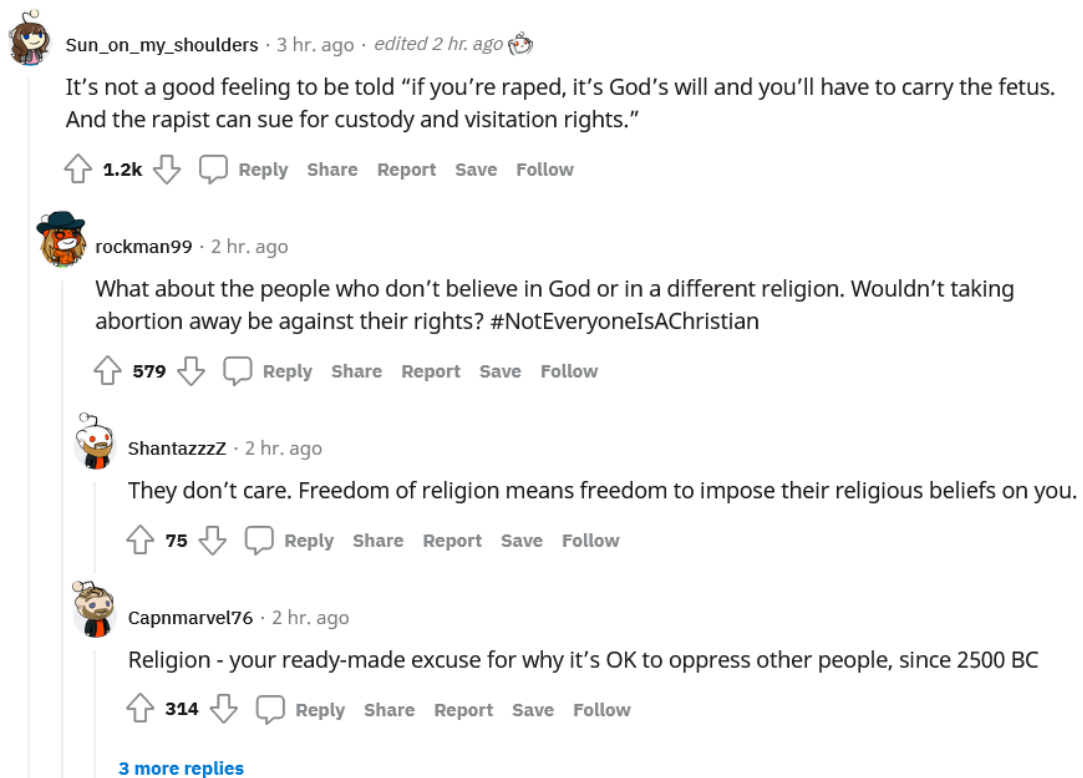 Sun_on_my_shoulders · 3 hr. ago · edited 2 hr. ago
It’s not a good feeling to be told “if you’re raped, it’s God’s will and you’ll have to carry the fetus.
And the rapist can sue for custody and visitation rights.”
1.2k Reply Share Report Save Follow
rockman99 · 2 hr. ago
What about the people who don’t believe in God or in a different religion. Wouldn’t taking
abortion away be against their rights? #NotEveryoneIsAChristian
579 Reply Share Report Save Follow
ShantazzzZ · 2 hr. ago
They don’t care. Freedom of religion means freedom to impose their religious beliefs on you.
75 Reply Share Report Save Follow
Capnmarvel76 · 2 hr. ago
Religion - your ready-made excuse for why it’s OK to oppress other people, since 2500 BC
314 Reply Share Report Save Follow
3 more replies